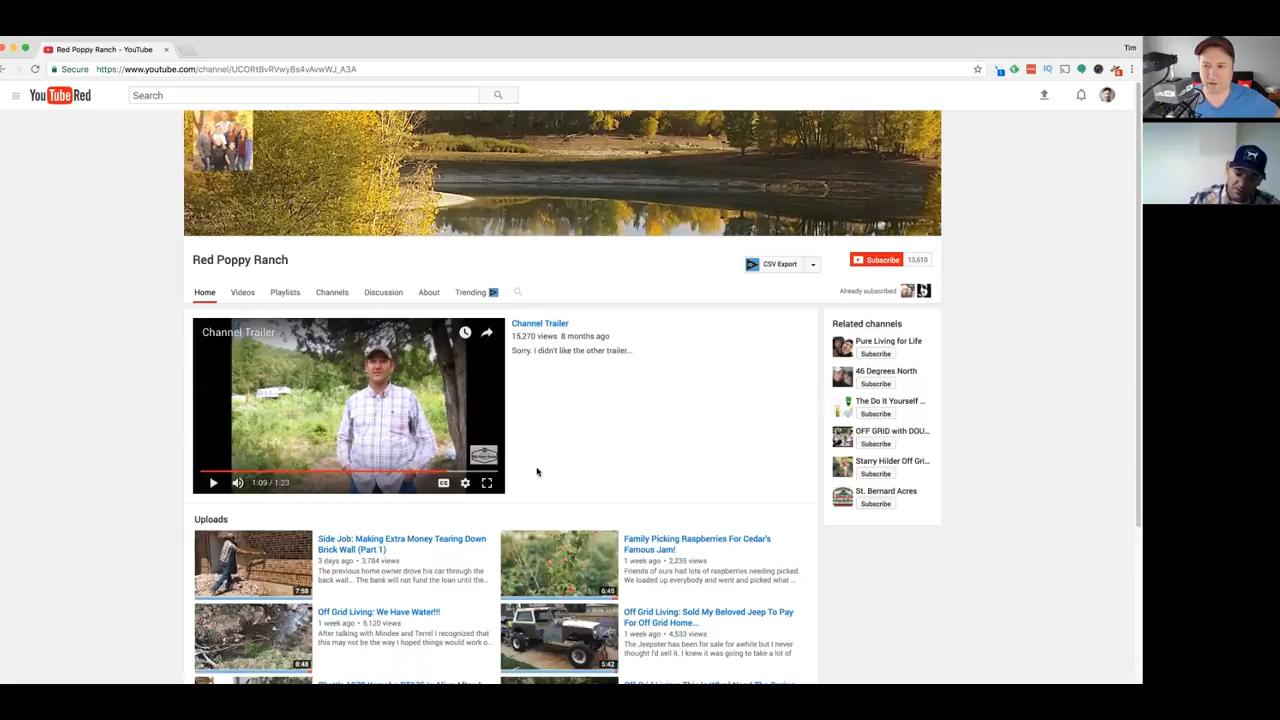 Red Poppy Ranch - YouTube
Tim
Secure https://www.youtube.com/channel/UCORtBvRVwy8s4vAvwWJ_A3A
YouTube Red
Search
Red Poppy Ranch
CSV Export
Subscribe 13,610
Home Videos Playlists Channels Discussion About Trending
Already subscribed
Channel Trailer
1:09 / 1:23
CC
Channel Trailer
15,270 views 8 months ago
Sorry. I didn't like the other trailer...
Related channels
Pure Living for Life
Subscribe
46 Degrees North
Subscribe
The Do It Yourself ...
Subscribe
OFF GRID with DOU...
Subscribe
Starry Hilder Off Gri...
Subscribe
St. Bernard Acres
Subscribe
Uploads
7:58
Side Job: Making Extra Money Tearing Down
Brick Wall (Part 1)
3 days ago • 3,784 views
The previous home owner drove his car through the
back wall... The bank will not fund the loan until the...
6:45
Family Picking Raspberries For Cedar's
Famous Jam!
1 week ago • 2,235 views
Friends of ours had lots of raspberries needing picked.
We loaded up everybody and went and picked what ...
8:48
Off Grid Living: We Have Water!!!
1 week ago • 6,120 views
After talking with Mindee and Terrel I recognized that
this may not be the way I hoped things would work o...
5:42
Off Grid Living: Sold My Beloved Jeep To Pay
For Off Grid Home...
1 week ago • 4,533 views
The Jeepster has been for sale for awhile but I never
thought I'd sell it. I knew it was going to take a lot of